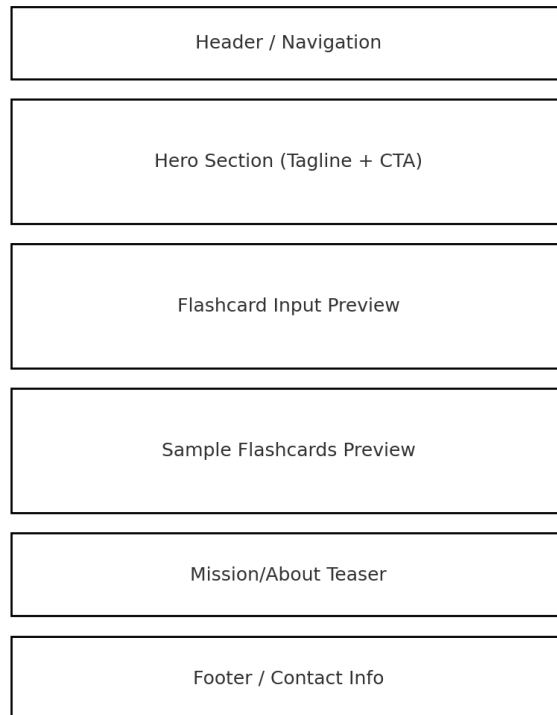 Header / Navigation
Hero Section (Tagline + CTA)
Flashcard Input Preview
Sample Flashcards Preview
Mission/About Teaser
Footer / Contact Info